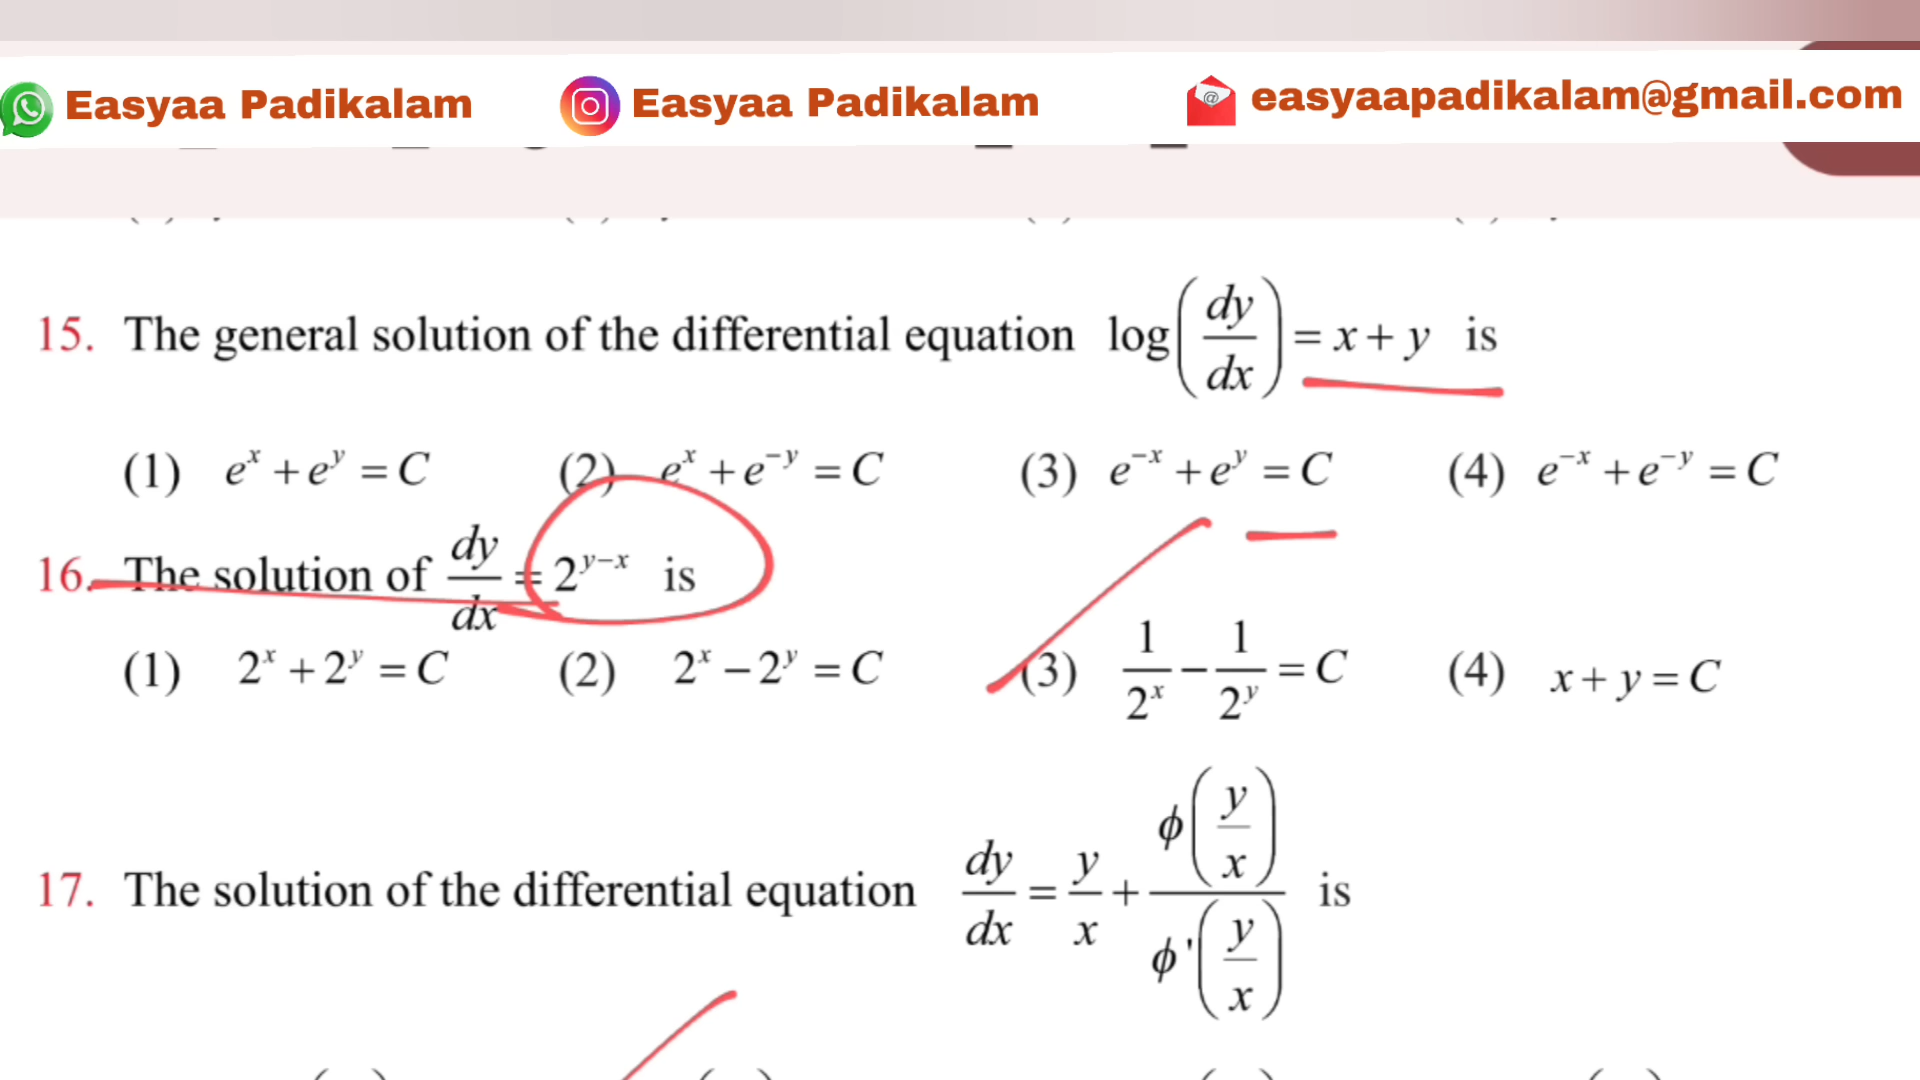 Easyaa Padikalam Easyaa Padikalam easyaapadikalam@gmail.com
15. The general solution of the differential equation log(dy/dx) = x + y is
(1) e^x + e^y = C (2) e^x + e^{-y} = C (3) e^{-x} + e^y = C (4) e^{-x} + e^{-y} = C
16. The solution of dy/dx = 2^{y-x} is
(1) 2^x + 2^y = C (2) 2^x - 2^y = C (3) 1/2^x - 1/2^y = C (4) x + y = C
17. The solution of the differential equation dy/dx = y/x + ϕ(y/x)/ϕ'(y/x) is